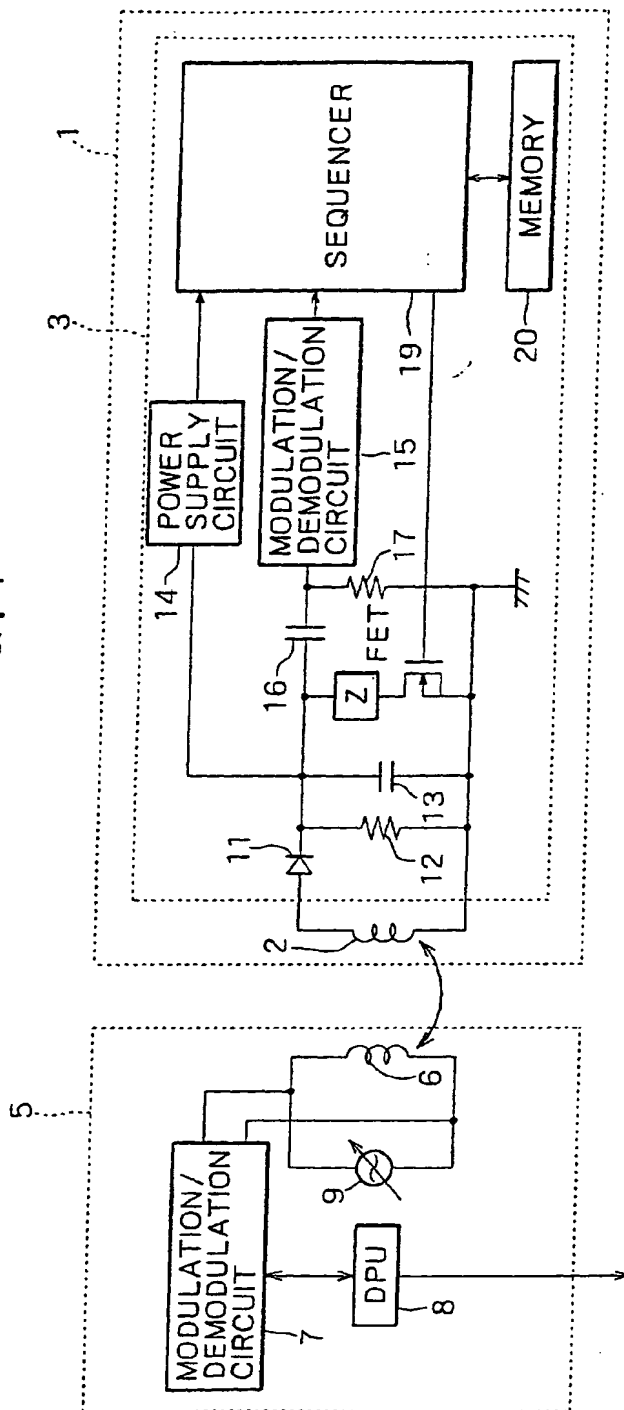 5
MODULATION/
DEMODULATION
CIRCUIT
7
DPU
8
9
6
1
3
2
11
12
13
14
POWER
SUPPLY
CIRCUIT
16
Z
FET
17
MODULATION/
DEMODULATION
CIRCUIT
15
SEQUENCER
19
MEMORY
20